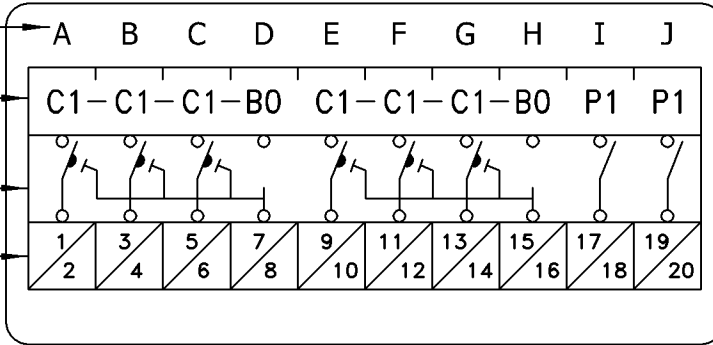 A B C D E F G H I J
C1-C1-C1-B0 C1-C1-C1-B0 P1 P1
1 3 5 7 9 11 13 15 17 19
2 4 6 8 10 12 14 16 18 20